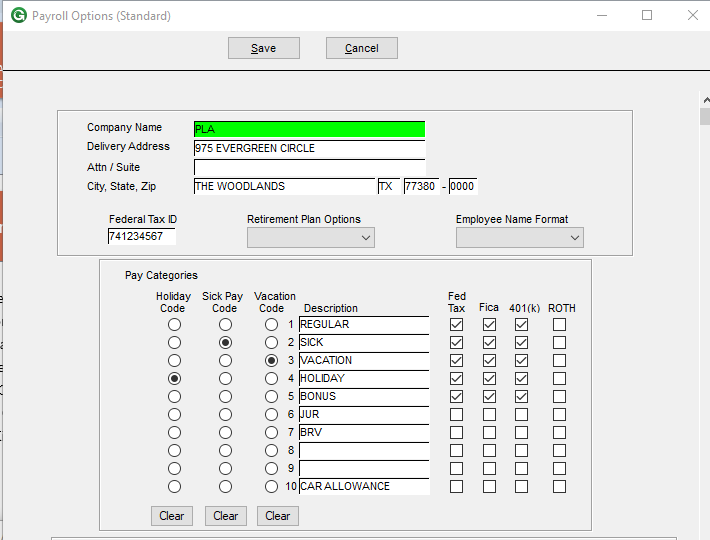 Payroll Options (Standard)
Save Cancel
Company Name PLA
Delivery Address 975 EVERGREEN CIRCLE
Attn / Suite
City, State, Zip THE WOODLANDS TX 77380 - 0000
Federal Tax ID Retirement Plan Options Employee Name Format
741234567
Pay Categories
Holiday Code Sick Pay Code Vacation Code Description Fed Tax Fica 401(k) ROTH
1 REGULAR
2 SICK
3 VACATION
4 HOLIDAY
5 BONUS
6 JUR
7 BRV
8
9
10 CAR ALLOWANCE
Clear Clear Clear